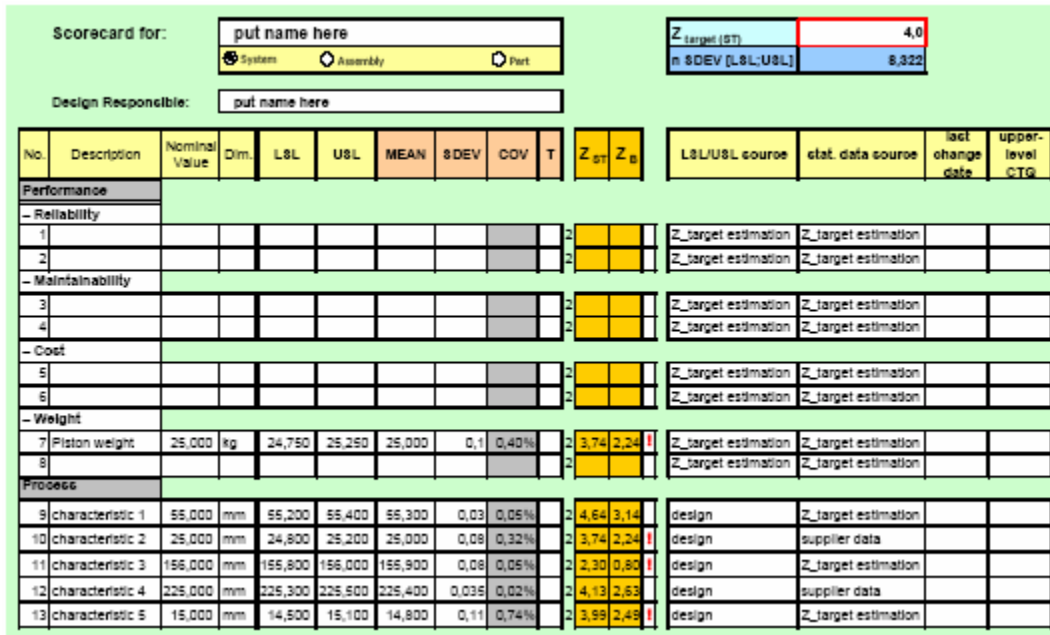 Scorecard for: put name here Z target (ST) 4,0
System Assembly Part n SDEV [LSL;USL] 8,322
Design Responsible: put name here
No. Description Nominal Value Dim. LSL USL MEAN SDEV COV T Z ST Z B LSL/USL source stat. data source last change date upper-level CTQ
Performance
– Reliability
1 2 Z_target estimation Z_target estimation
2 2 Z_target estimation Z_target estimation
– Maintainability
3 2 Z_target estimation Z_target estimation
4 2 Z_target estimation Z_target estimation
– Cost
5 2 Z_target estimation Z_target estimation
6 2 Z_target estimation Z_target estimation
– Weight
7 Piston weight 25,000 kg 24,750 25,250 25,000 0,1 0,40% 2 3,74 2,24 ! Z_target estimation Z_target estimation
8 2 Z_target estimation Z_target estimation
Process
9 characteristic 1 55,000 mm 55,200 55,400 55,300 0,03 0,05% 2 4,64 3,14 design Z_target estimation
10 characteristic 2 25,000 mm 24,800 25,200 25,000 0,08 0,32% 2 3,74 2,24 ! design supplier data
11 characteristic 3 156,000 mm 155,800 156,000 155,900 0,08 0,05% 2 2,30 0,80 ! design Z_target estimation
12 characteristic 4 225,000 mm 225,300 225,500 225,400 0,035 0,02% 2 4,13 2,63 design supplier data
13 characteristic 5 15,000 mm 14,500 15,100 14,800 0,11 0,74% 2 3,99 2,49 ! design Z_target estimation